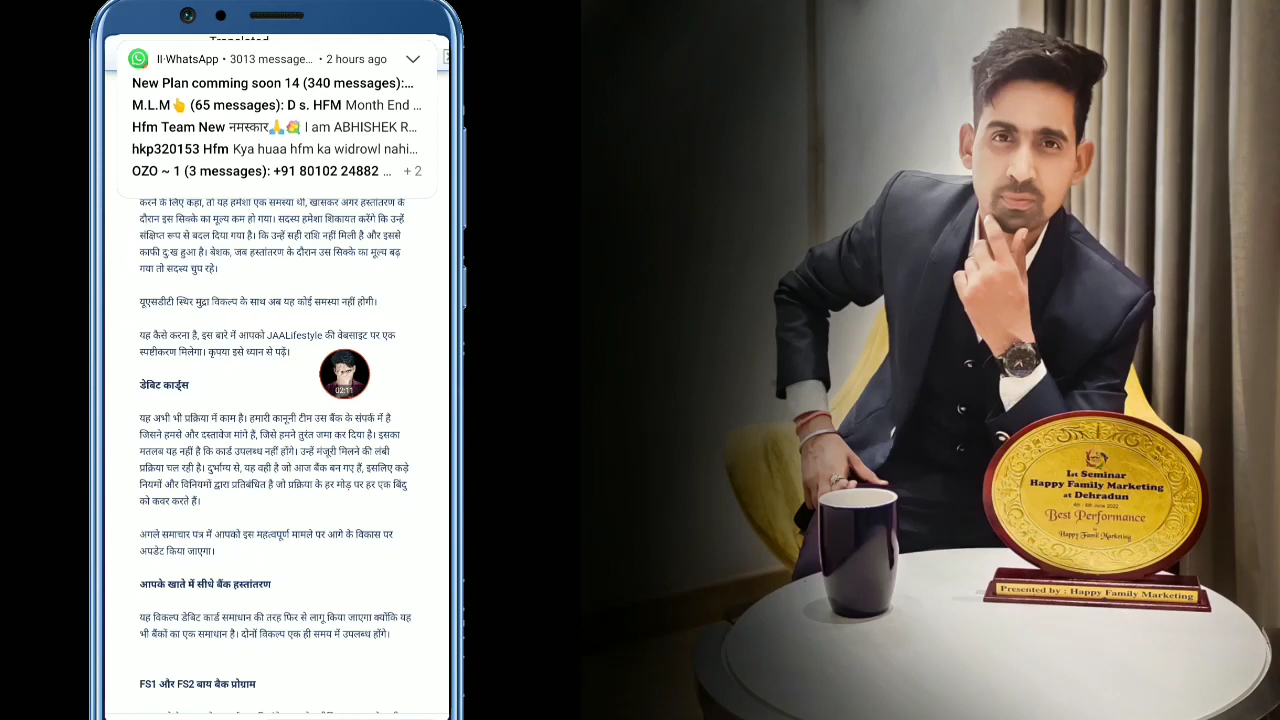 Translated
II-WhatsApp • 3013 message… • 2 hours ago
New Plan comming soon 14 (340 messages):…
M.L.M👆 (65 messages): D s. HFM Month End …
Hfm Team New नमस्कार🙏💐 I am ABHISHEK R…
hkp320153 Hfm Kya huaa hfm ka widrowl nahi…
OZO ~ 1 (3 messages): +91 80102 24882 … + 2
करने के लिए कहा, तो यह हमेशा एक समस्या थी, खासकर अगर हस्तांतरण के
दौरान इस सिक्के का मूल्य कम हो गया। सदस्य हमेशा शिकायत करेंगे कि उन्हें
संक्षिप्त रूप से बदल दिया गया है। कि उन्हें सही राशि नहीं मिली है और इससे
काफी दुःख हुआ है। बेशक, जब हस्तांतरण के दौरान उस सिक्के का मूल्य बढ़
गया तो सदस्य चुप रहे।
यूएसडीटी स्थिर मुद्रा विकल्प के साथ अब यह कोई समस्या नहीं होगी।
यह कैसे करना है, इस बारे में आपको JAALifestyle की वेबसाइट पर एक
स्पष्टीकरण मिलेगा। कृपया इसे ध्यान से पढ़ें।
02:11
डेबिट कार्ड्स
यह अभी भी प्रक्रिया में काम है। हमारी कानूनी टीम उस बैंक के संपर्क में है
जिसने हमसे और दस्तावेज मांगे हैं, जिसे हमने तुरंत जमा कर दिया है। इसका
मतलब यह नहीं है कि कार्ड उपलब्ध नहीं होंगे। उन्हें मंजूरी मिलने की लंबी
प्रक्रिया चल रही है। दुर्भाग्य से, यह वही है जो आज बैंक बन गए हैं, इसलिए कड़े
नियमों और विनियमों द्वारा प्रतिबंधित है जो प्रक्रिया के हर मोड़ पर हर एक बिंदु
को कवर करते हैं।
अगले समाचार पत्र में आपको इस महत्वपूर्ण मामले पर आगे के विकास पर
अपडेट किया जाएगा।
आपके खाते में सीधे बैंक हस्तांतरण
यह विकल्प डेबिट कार्ड समाधान की तरह फिर से लागू किया जाएगा क्योंकि यह
भी बैंकों का एक समाधान है। दोनों विकल्प एक ही समय में उपलब्ध होंगे।
FS1 और FS2 बाय बैक प्रोग्राम
Ist Seminar
Happy Family Marketing
at Dehradun
June 2022
Best Performance
Happy Famil Marketing
Presented by : Happy Family Marketing